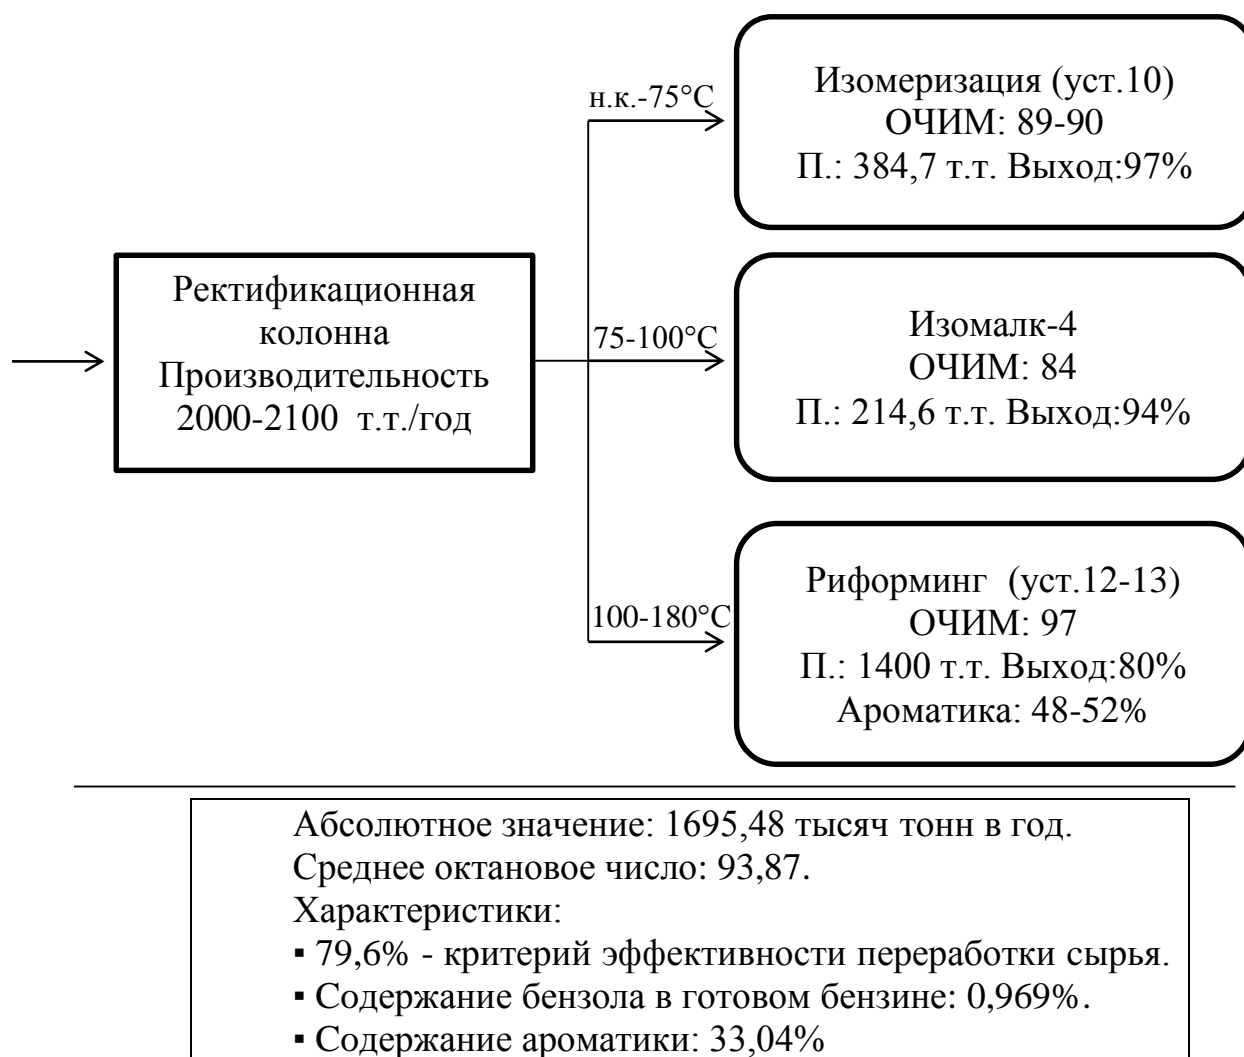 н.к.-75°С
Изомеризация (уст.10)
ОЧИМ: 89-90
П.: 384,7 т.т. Выход:97%
Ректификационная
колонна
Производительность
2000-2100 т.т./год
75-100°С
Изомалк-4
ОЧИМ: 84
П.: 214,6 т.т. Выход:94%
100-180°С
Риформинг (уст.12-13)
ОЧИМ: 97
П.: 1400 т.т. Выход:80%
Ароматика: 48-52%
Абсолютное значение: 1695,48 тысяч тонн в год.
Среднее октановое число: 93,87.
Характеристики:
▪ 79,6% - критерий эффективности переработки сырья.
▪ Содержание бензола в готовом бензине: 0,969%.
▪ Содержание ароматики: 33,04%